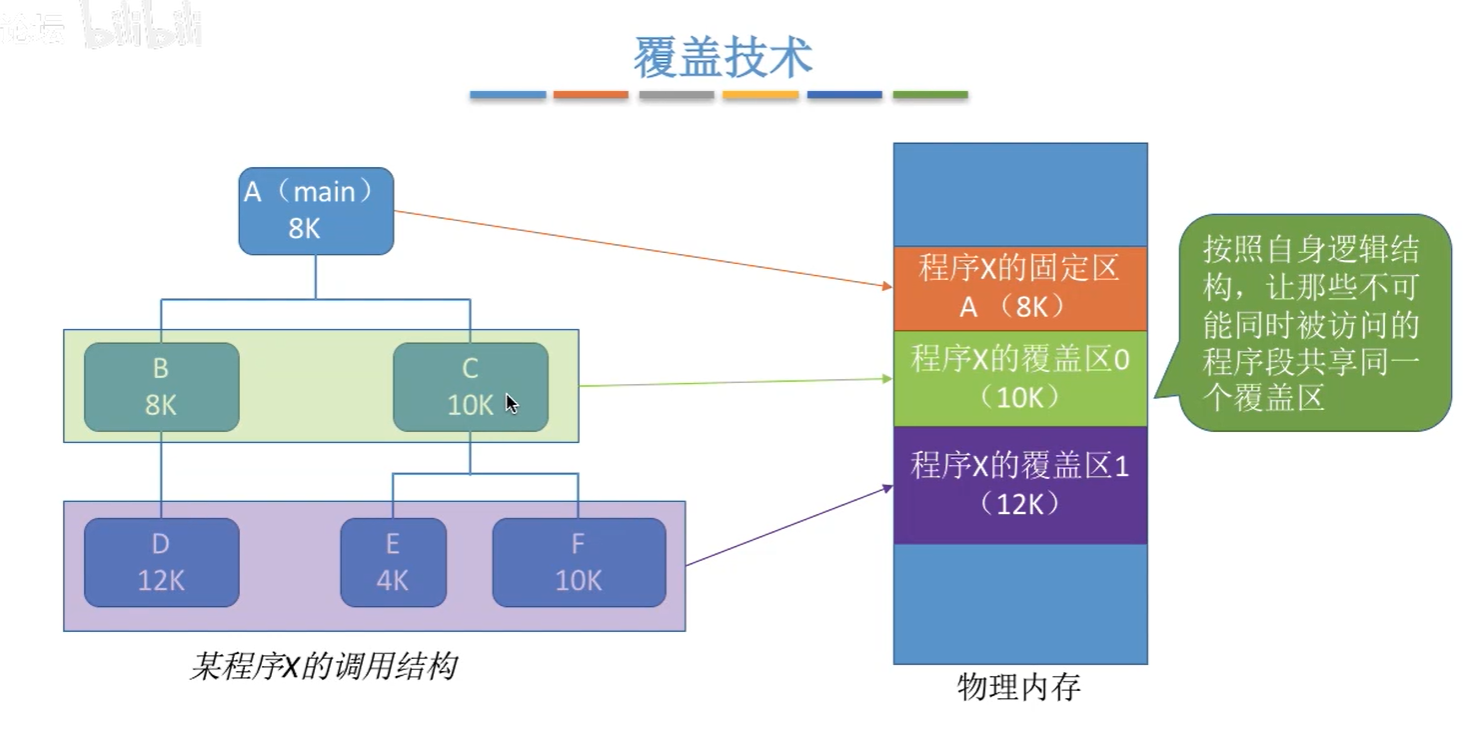 论坛 bilibili
覆盖技术
A（main）
8K
B
8K
C
10K
D
12K
E
4K
F
10K
某程序X的调用结构
程序X的固定区
A （8K）
程序X的覆盖区0
（10K）
程序X的覆盖区1
（12K）
物理内存
按照自身逻辑结
构，让那些不可
能同时被访问的
程序段共享同一
个覆盖区